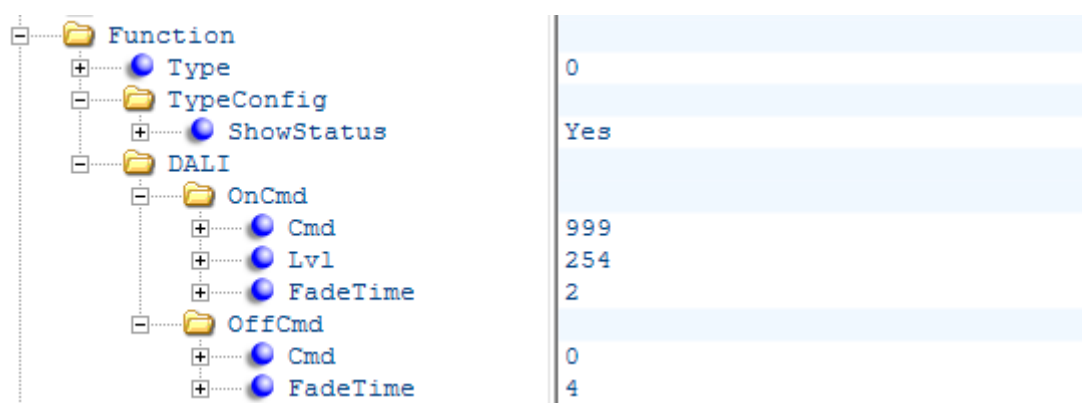 Function
Type 0
TypeConfig
ShowStatus Yes
DALI
OnCmd
Cmd 999
Lvl 254
FadeTime 2
OffCmd
Cmd 0
FadeTime 4